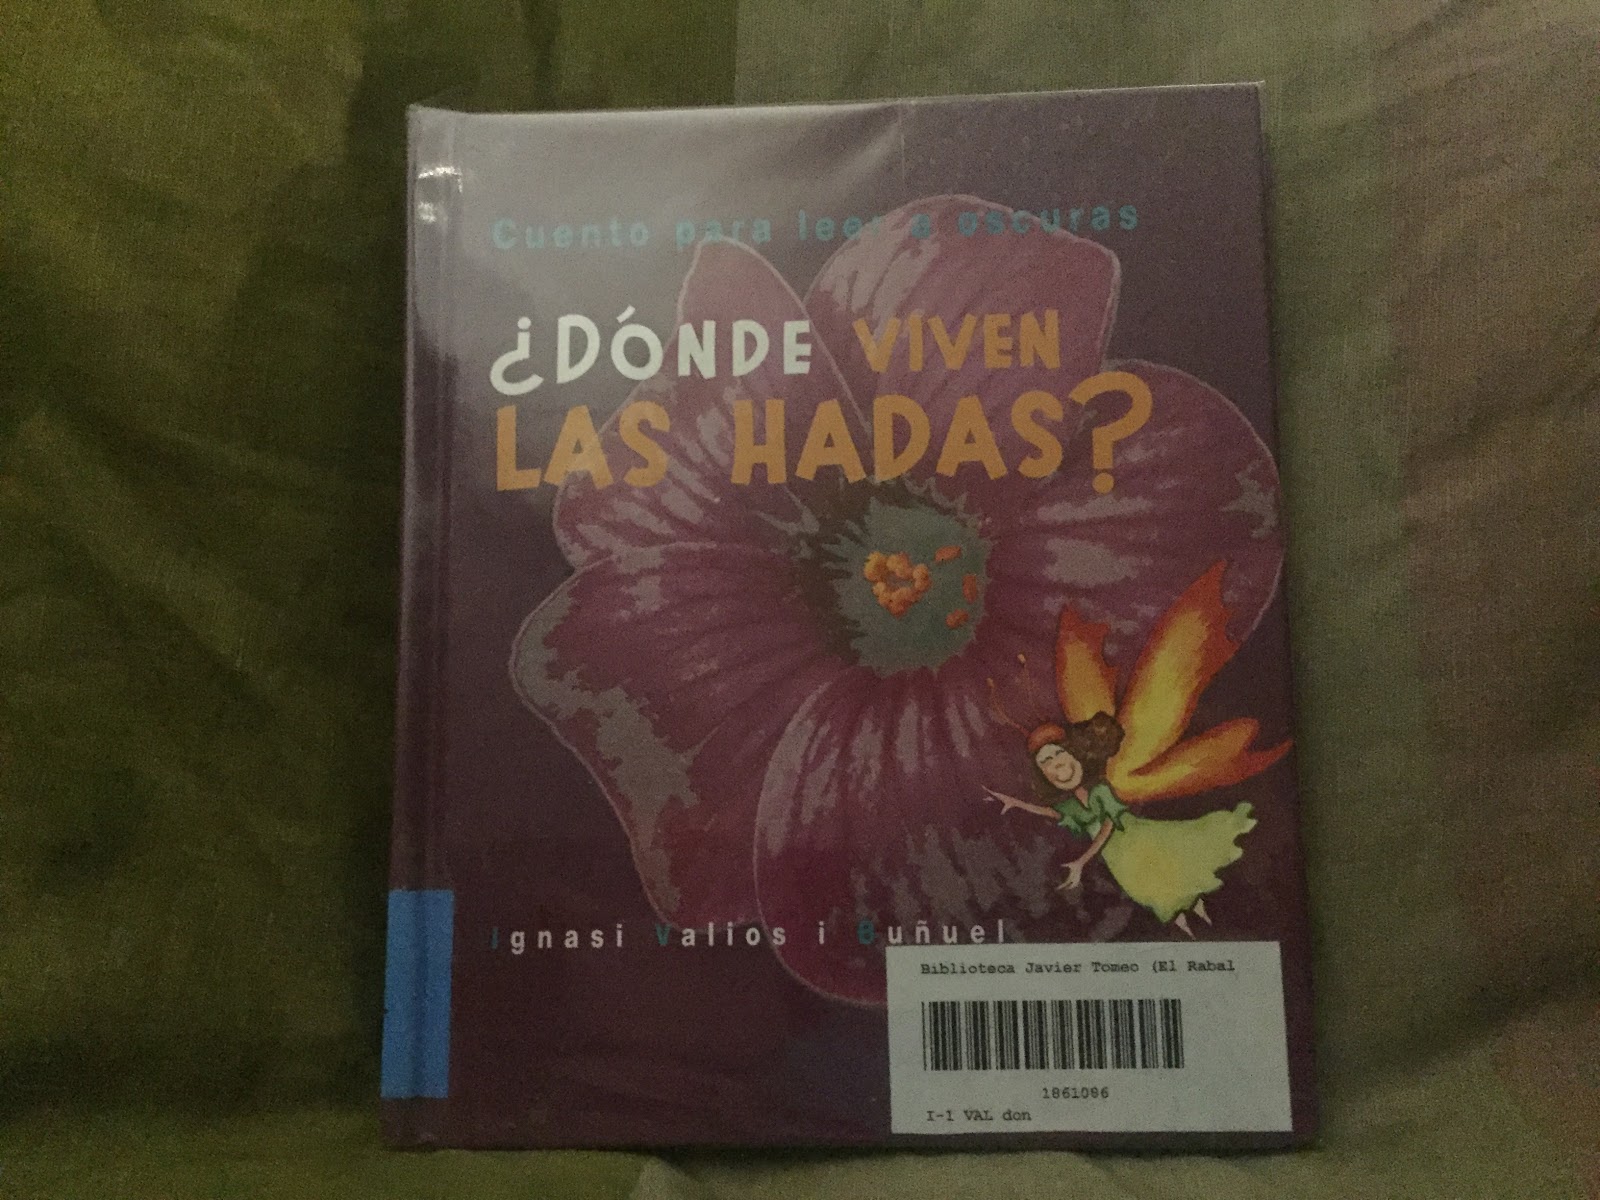 Cuento para leer a oscuras
¿DÓNDE VIVEN
LAS HADAS?
Ignasi Valios i Buñuel
Biblioteca Javier Tomeo (El Rabal
1861086
I-1 VAL don